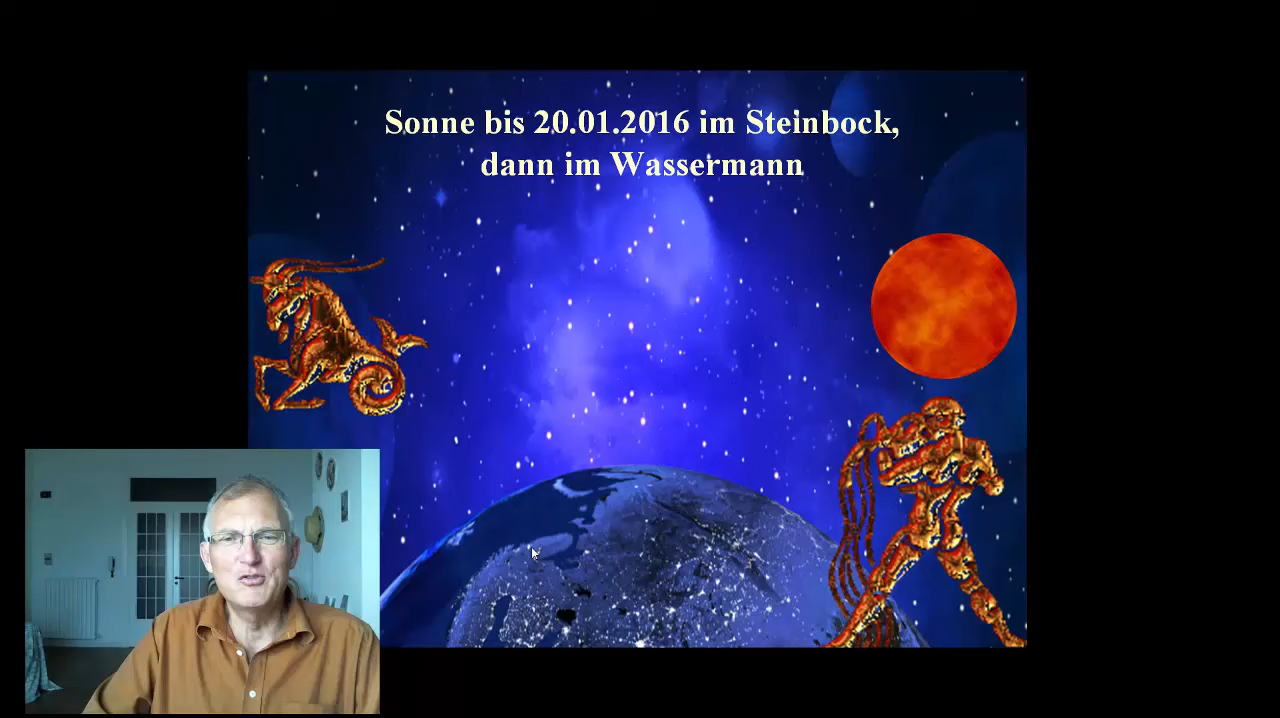 Sonne bis 20.01.2016 im Steinbock,
dann im Wassermann